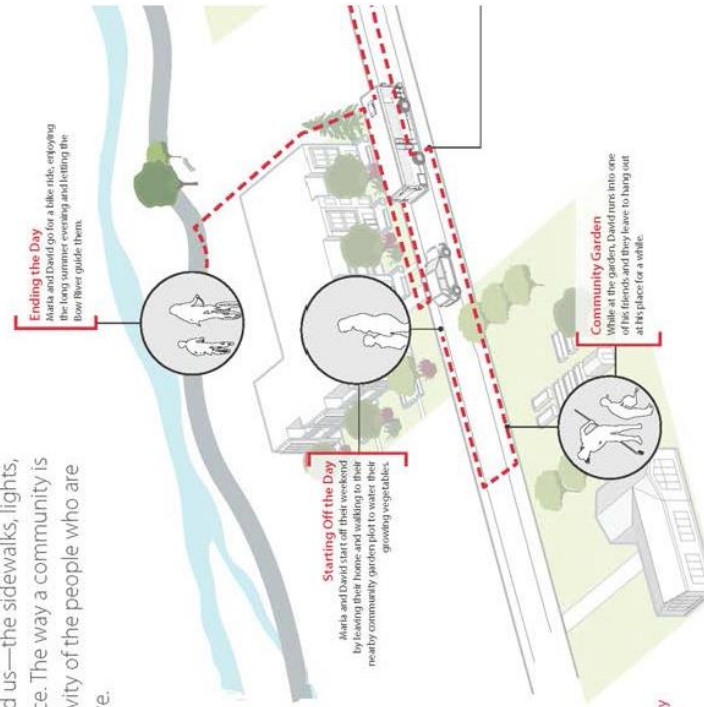 d us—the sidewalks, lights,
ce. The way a community is
vity of the people who are
e.
Ending the Day
Maria and David go for a bike ride, enjoying
the long summer evening and letting the
Bow River guide them.
Starting Off the Day
Maria and David start off their weekend
by leaving their home and walking to their
nearby community garden plot to water their
growing vegetables.
Community Garden
While at the garden, David runs into one
of his friends and they leave to hang out
at his place for a while.
y